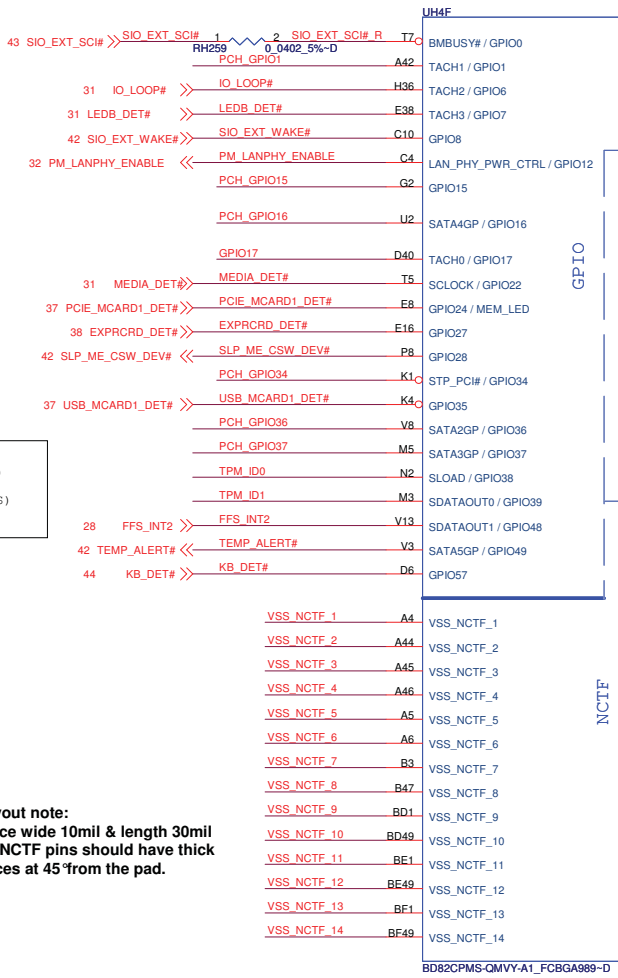 UH4F
43 SIO_EXT_SCI# SIO_EXT_SCI# 1 2 SIO_EXT_SCI#_R T7 BMBUSY# / GPIO0
RH259 0_0402_5%~D
PCH_GPIO1 A42 TACH1 / GPIO1
31 IO_LOOP# IO_LOOP# H36 TACH2 / GPIO6
31 LEDB_DET# LEDB_DET# E38 TACH3 / GPIO7
42 SIO_EXT_WAKE# SIO_EXT_WAKE# C10 GPIO8
32 PM_LANPHY_ENABLE PM_LANPHY_ENABLE C4 LAN_PHY_PWR_CTRL / GPIO12
PCH_GPIO15 G2 GPIO15
PCH_GPIO16 U2 SATA4GP / GPIO16
GPIO17 D40 TACH0 / GPIO17
GPIO
31 MEDIA_DET# MEDIA_DET# T5 SCLOCK / GPIO22
37 PCIE_MCARD1_DET# PCIE_MCARD1_DET# E8 GPIO24 / MEM_LED
38 EXPRCRD_DET# EXPRCRD_DET# E16 GPIO27
42 SLP_ME_CSW_DEV# SLP_ME_CSW_DEV# P8 GPIO28
PCH_GPIO34 K1 STP_PCI# / GPIO34
37 USB_MCARD1_DET# USB_MCARD1_DET# K4 GPIO35
PCH_GPIO36 V8 SATA2GP / GPIO36
PCH_GPIO37 M5 SATA3GP / GPIO37
TPM_ID0 N2 SLOAD / GPIO38
TPM_ID1 M3 SDATAOUT0 / GPIO39
28 FFS_INT2 FFS_INT2 V13 SDATAOUT1 / GPIO48
42 TEMP_ALERT# TEMP_ALERT# V3 SATA5GP / GPIO49
44 KB_DET# KB_DET# D6 GPIO57
VSS_NCTF_1 A4 VSS_NCTF_1
VSS_NCTF_2 A44 VSS_NCTF_2
VSS_NCTF_3 A45 VSS_NCTF_3
VSS_NCTF_4 A46 VSS_NCTF_4
VSS_NCTF_5 A5 VSS_NCTF_5
VSS_NCTF_6 A6 VSS_NCTF_6
VSS_NCTF_7 B3 VSS_NCTF_7
VSS_NCTF_8 B47 VSS_NCTF_8
VSS_NCTF_9 BD1 VSS_NCTF_9
VSS_NCTF_10 BD49 VSS_NCTF_10
VSS_NCTF_11 BE1 VSS_NCTF_11
VSS_NCTF_12 BE49 VSS_NCTF_12
VSS_NCTF_13 BF1 VSS_NCTF_13
VSS_NCTF_14 BF49 VSS_NCTF_14
NCTF
yout note:
ce wide 10mil & length 30mil
NCTF pins should have thick
ces at 45°from the pad.
BD82CPMS-QMVY-A1_FCBGA989~D